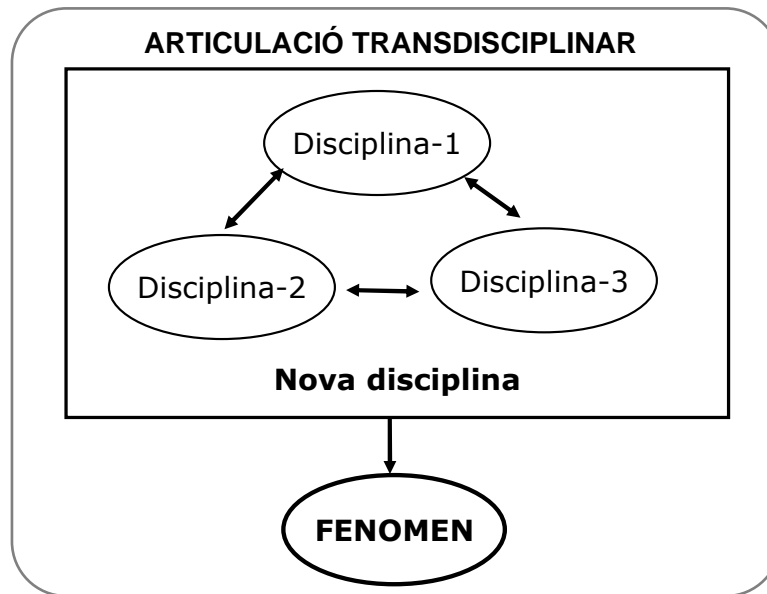 ARTICULACIÓ TRANSDISCIPLINAR
Disciplina-1
Disciplina-2
Disciplina-3
Nova disciplina
FENOMEN